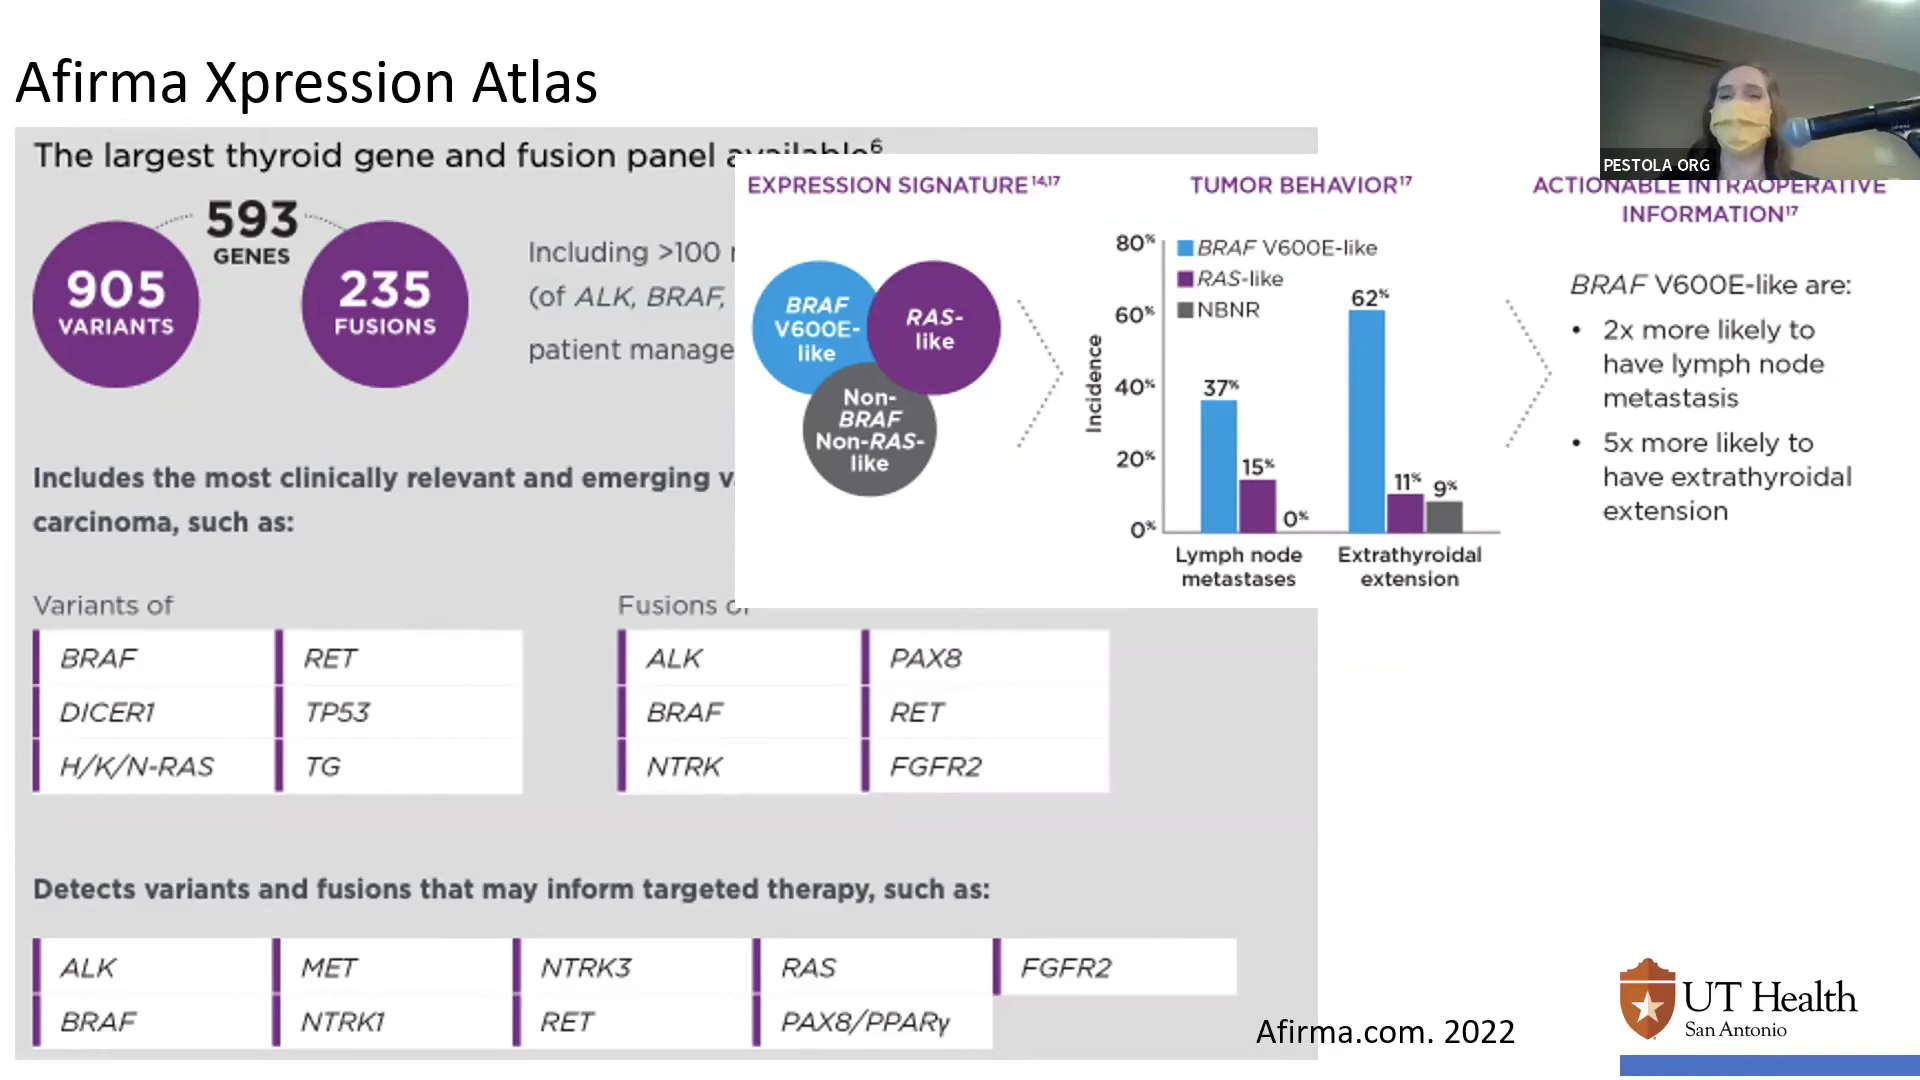 Afirma Xpression Atlas
The largest thyroid gene and fusion panel available⁶
593
GENES
905
VARIANTS
235
FUSIONS
Including >100
(of ALK, BRAF,
patient manage
Includes the most clinically relevant and emerging
carcinoma, such as:
Variants of
BRAF
RET
DICER1
TP53
H/K/N-RAS
TG
Fusions of
ALK
PAX8
BRAF
RET
NTRK
FGFR2
Detects variants and fusions that may inform targeted therapy, such as:
ALK
MET
NTRK3
RAS
FGFR2
BRAF
NTRK1
RET
PAX8/PPARγ
EXPRESSION SIGNATURE¹⁴,¹⁷
BRAF
V600E-
like
RAS-
like
Non-
BRAF
Non-RAS-
like
TUMOR BEHAVIOR¹⁷
Incidence
80%
60%
40%
20%
0%
BRAF V600E-like
RAS-like
NBNR
37%
15%
0%
62%
11%
9%
Lymph node
metastases
Extrathyroidal
extension
ACTIONABLE INTRAOPERATIVE
INFORMATION¹⁷
BRAF V600E-like are:
• 2x more likely to
have lymph node
metastasis
• 5x more likely to
have extrathyroidal
extension
PESTOLA ORG
Afirma.com. 2022
UT Health
San Antonio